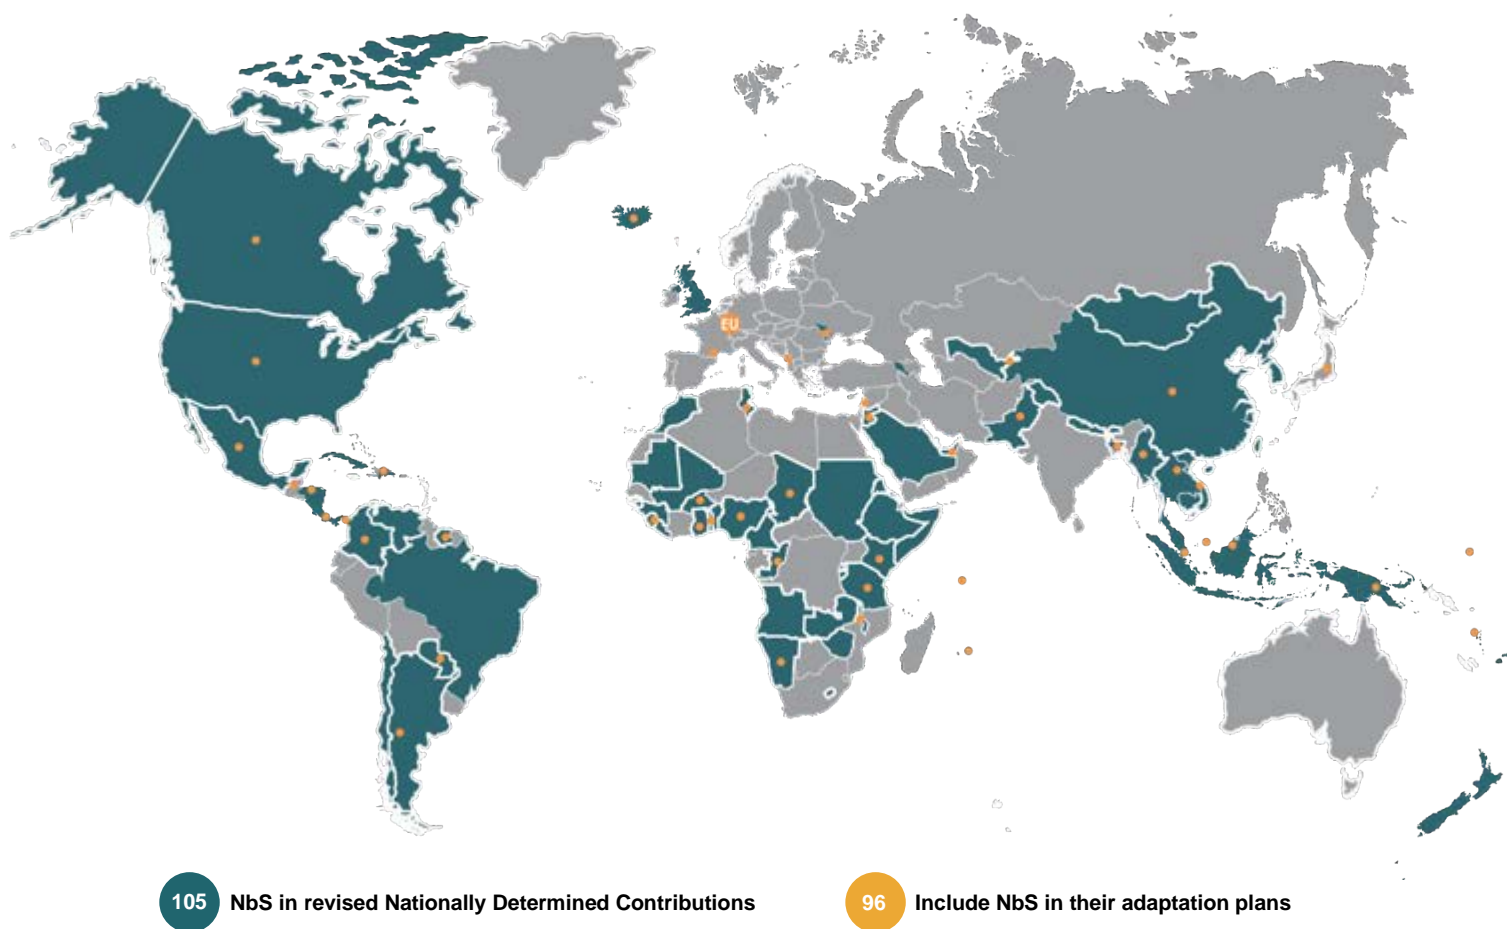 EU
105 NbS in revised Nationally Determined Contributions
96 Include NbS in their adaptation plans